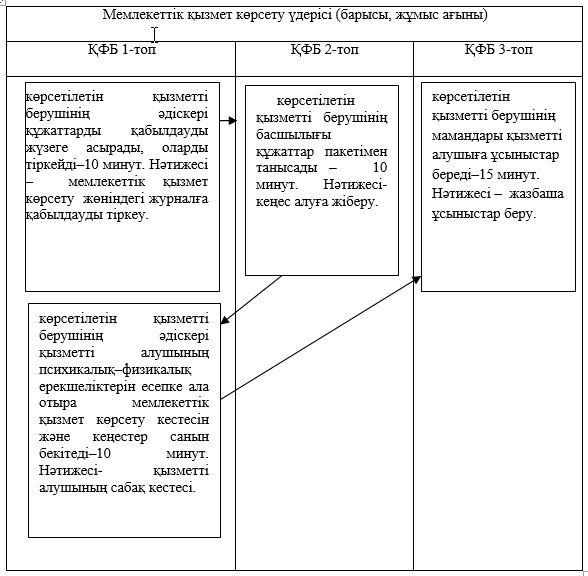 Мемлекеттік қызмет көрсету үдерісі (барысы, жұмыс ағыны)
ҚФБ 1-топ
ҚФБ 2-топ
ҚФБ 3-топ
көрсетілетін қызметті
берушінің әдіскері
құжаттарды қабылдауды
жүзеге асырады, оларды
тіркейді–10 минут. Нәтижесі
– мемлекеттік қызмет
көрсету жөніндегі журналға
қабылдауды тіркеу.
көрсетілетін
қызметті берушінің
басшылығы
құжаттар пакетімен
танысады – 10
минут. Нәтижесі-
кеңес алуға жіберу.
көрсетілетін
қызметті берушінің
мамандары қызметті
алушыға ұсыныстар
береді–15 минут.
Нәтижесі – жазбаша
ұсыныстар беру.
көрсетілетін қызметті
берушінің әдіскері
қызметті алушының
психикалық–физикалық
ерекшеліктерін есепке ала
отыра мемлекеттік
қызмет көрсету кестесін
және кеңестер санын
бекітеді–10 минут.
Нәтижесі- қызметті
алушының сабақ кестесі.